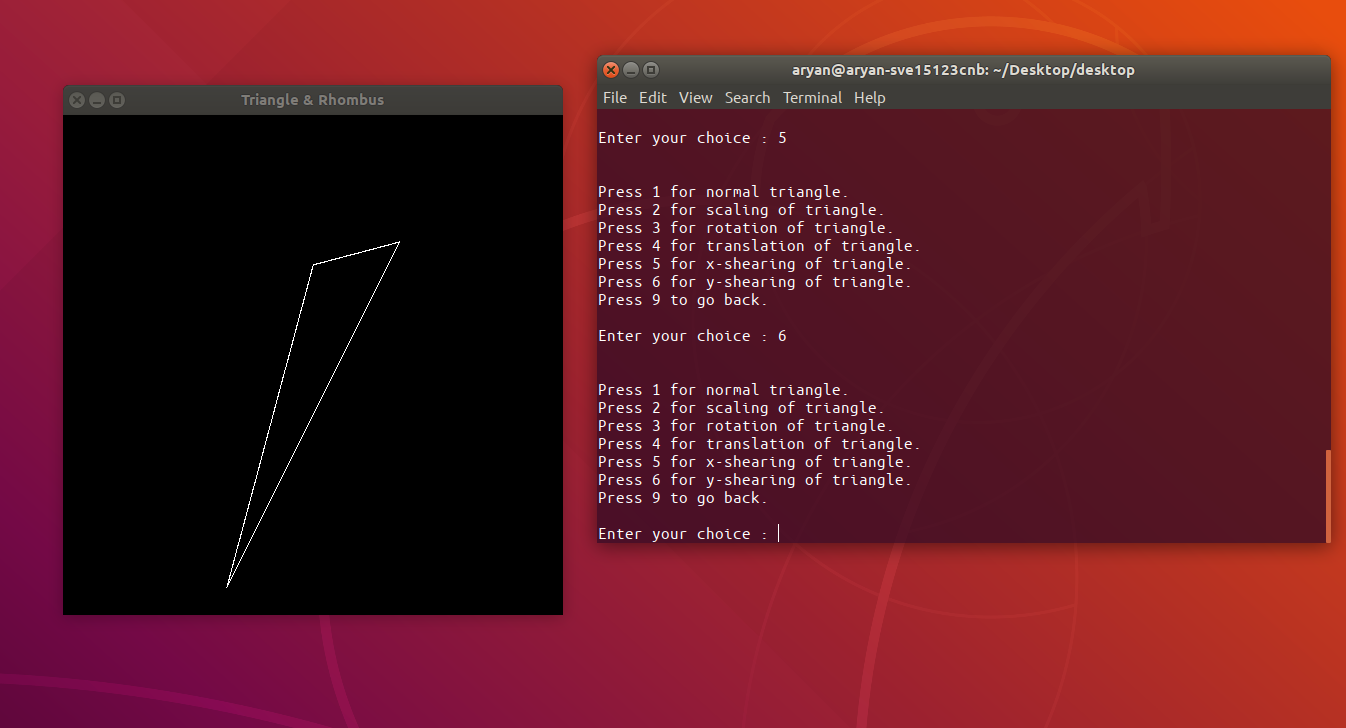 Triangle & Rhombus
aryan@aryan-sve15123cnb: ~/Desktop/desktop
File Edit View Search Terminal Help
Enter your choice : 5
Press 1 for normal triangle.
Press 2 for scaling of triangle.
Press 3 for rotation of triangle.
Press 4 for translation of triangle.
Press 5 for x-shearing of triangle.
Press 6 for y-shearing of triangle.
Press 9 to go back.
Enter your choice : 6
Press 1 for normal triangle.
Press 2 for scaling of triangle.
Press 3 for rotation of triangle.
Press 4 for translation of triangle.
Press 5 for x-shearing of triangle.
Press 6 for y-shearing of triangle.
Press 9 to go back.
Enter your choice :